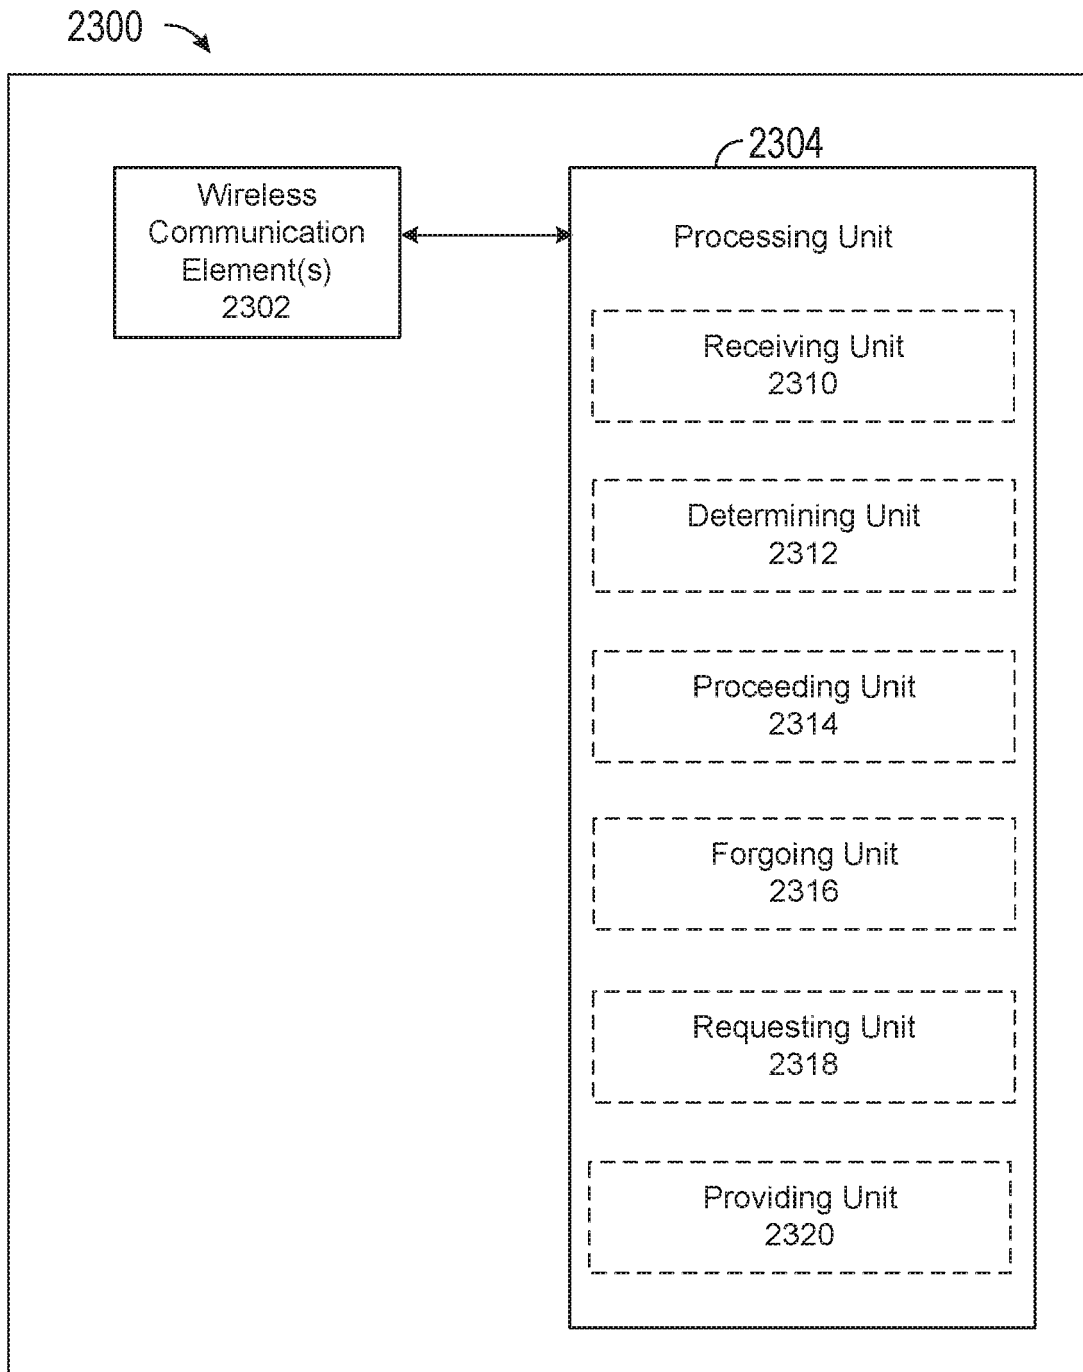 2300
2304
Wireless
Communication
Element(s)
2302
Processing Unit
Receiving Unit
2310
Determining Unit
2312
Proceeding Unit
2314
Forgoing Unit
2316
Requesting Unit
2318
Providing Unit
2320